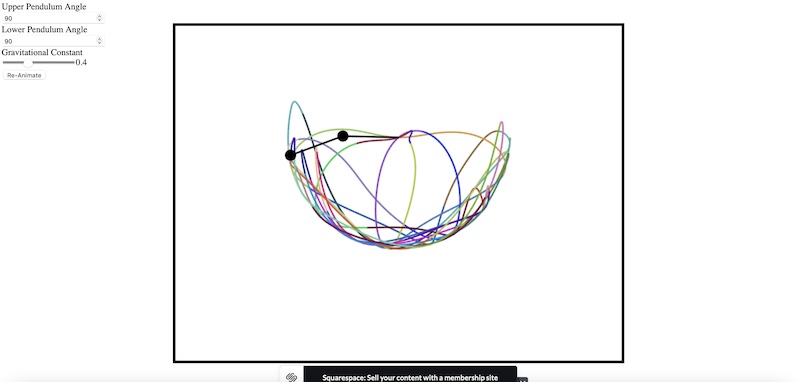 Upper Pendulum Angle
90
Lower Pendulum Angle
90
Gravitational Constant
0.4
Re-Animate
Squarespace: Sell your content with a membership site